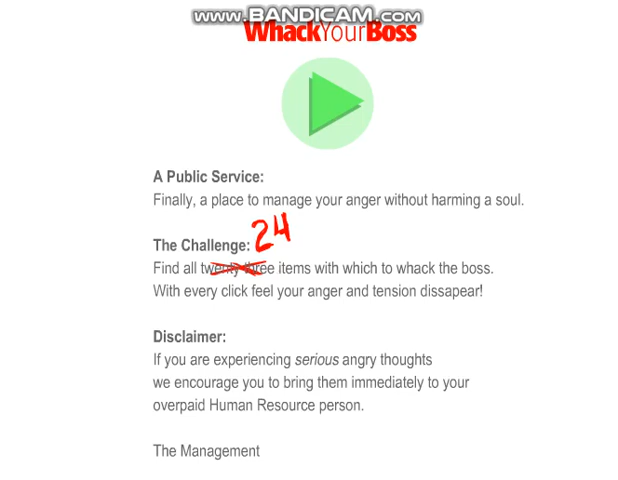 www.BANDICAM.com
WhackYourBoss
A Public Service:
Finally, a place to manage your anger without harming a soul.
24
The Challenge:
Find all twenty three items with which to whack the boss.
With every click feel your anger and tension dissapear!
Disclaimer:
If you are experiencing serious angry thoughts
we encourage you to bring them immediately to your
overpaid Human Resource person.
The Management